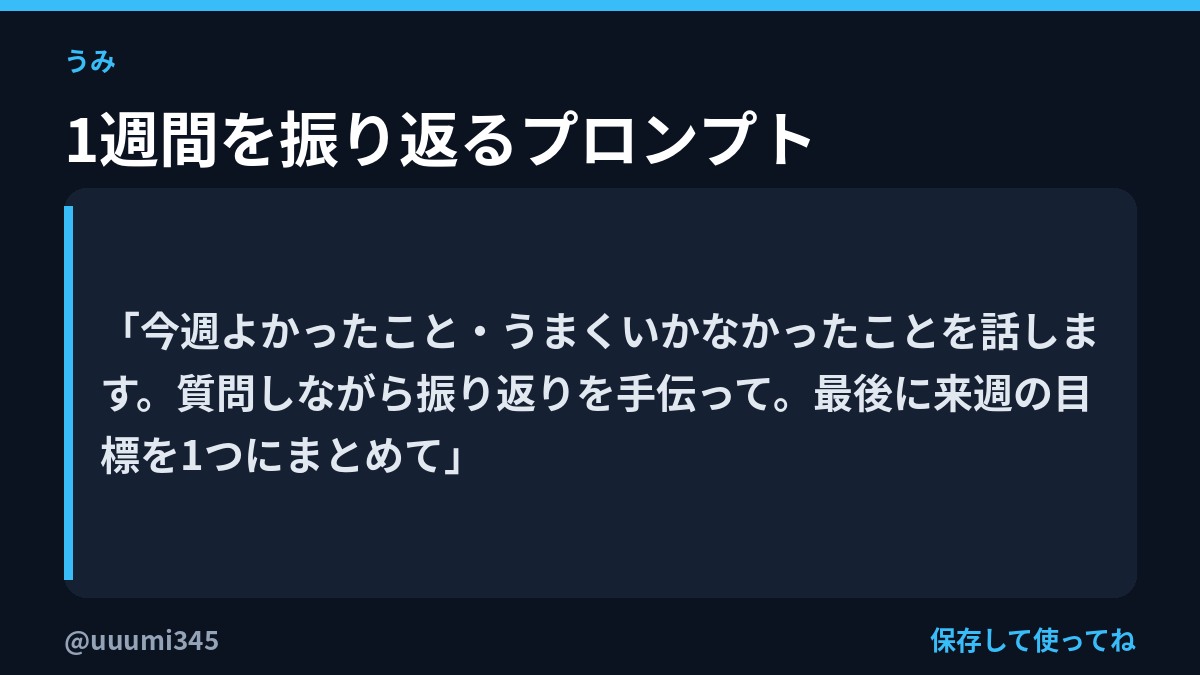 うみ
1週間を振り返るプロンプト
「今週よかったこと・うまくいかなかったことを話しま
す。質問しながら振り返りを手伝って。最後に来週の目
標を1つにまとめて」
@uuumi345
保存して使ってね